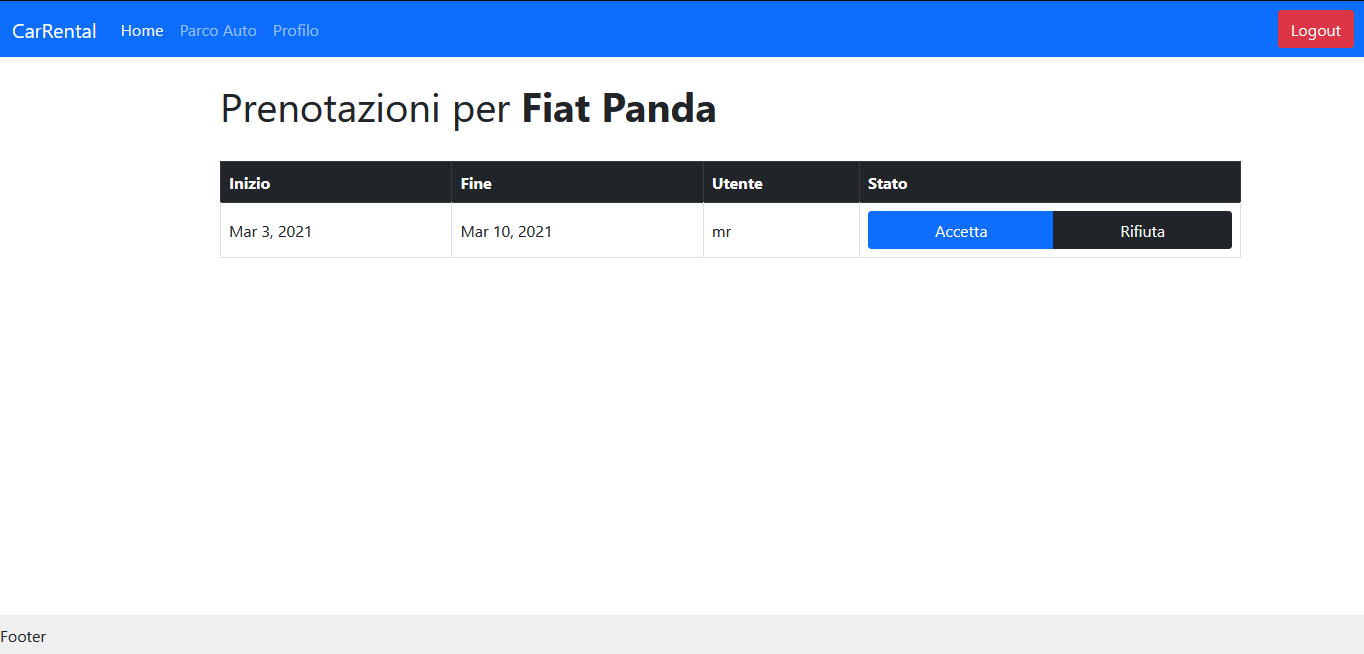 CarRental Home Parco Auto Profilo Logout
Prenotazioni per Fiat Panda
Inizio Fine Utente Stato
Mar 3, 2021 Mar 10, 2021 mr Accetta Rifiuta
Footer